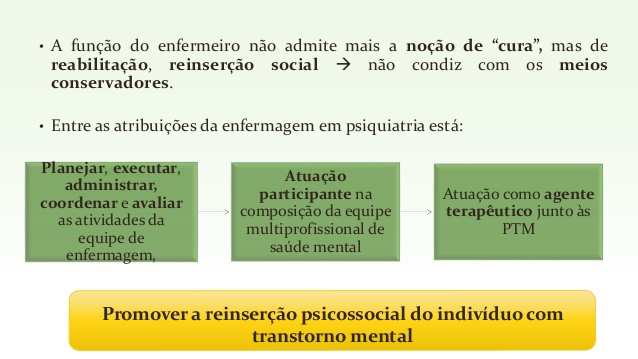 • A função do enfermeiro não admite mais a noção de “cura”, mas de
reabilitação, reinserção social → não condiz com os meios
conservadores.
• Entre as atribuições da enfermagem em psiquiatria está:
Planejar, executar,
administrar,
coordenar e avaliar
as atividades da
equipe de
enfermagem,
Atuação
participante na
composição da equipe
multiprofissional de
saúde mental
Atuação como agente
terapêutico junto às
PTM
Promover a reinserção psicossocial do indivíduo com
transtorno mental